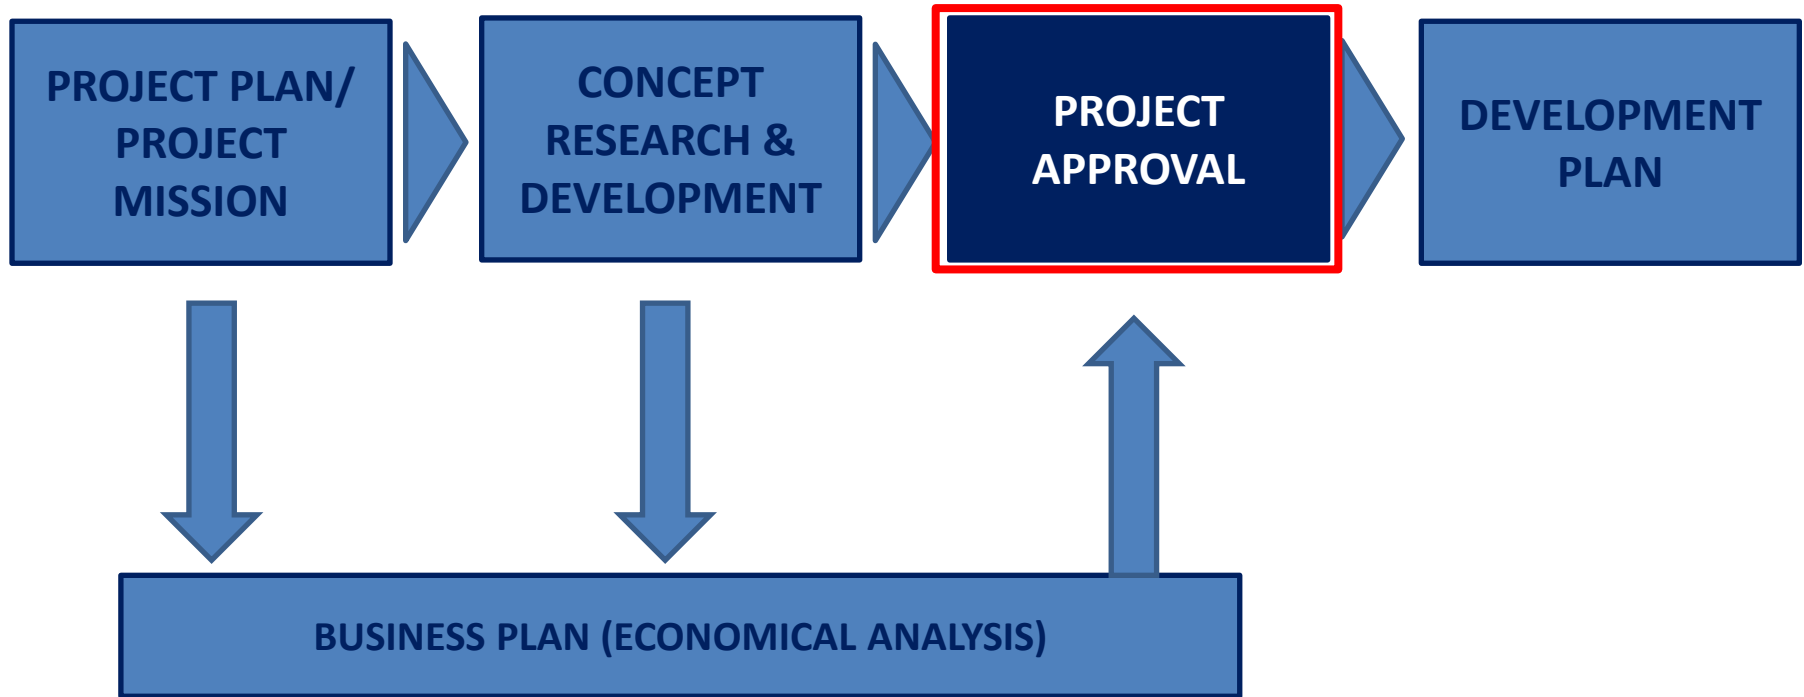 PROJECT PLAN/
PROJECT
MISSION
CONCEPT
RESEARCH &
DEVELOPMENT
PROJECT
APPROVAL
DEVELOPMENT
PLAN
BUSINESS PLAN (ECONOMICAL ANALYSIS)